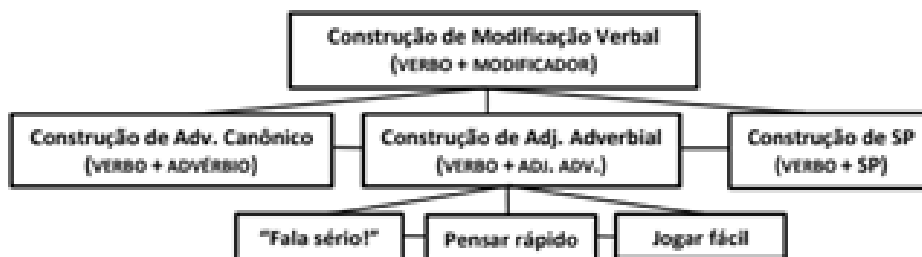 Construção de Modificação Verbal
(VERBO + MODIFICADOR)
Construção de Adv. Canônico
(VERBO + ADVÉRBIO)
Construção de Adj. Adverbial
(VERBO + ADJ. ADV.)
Construção de SP
(VERBO + SP)
"Fala sério!"
Pensar rápido
Jogar fácil